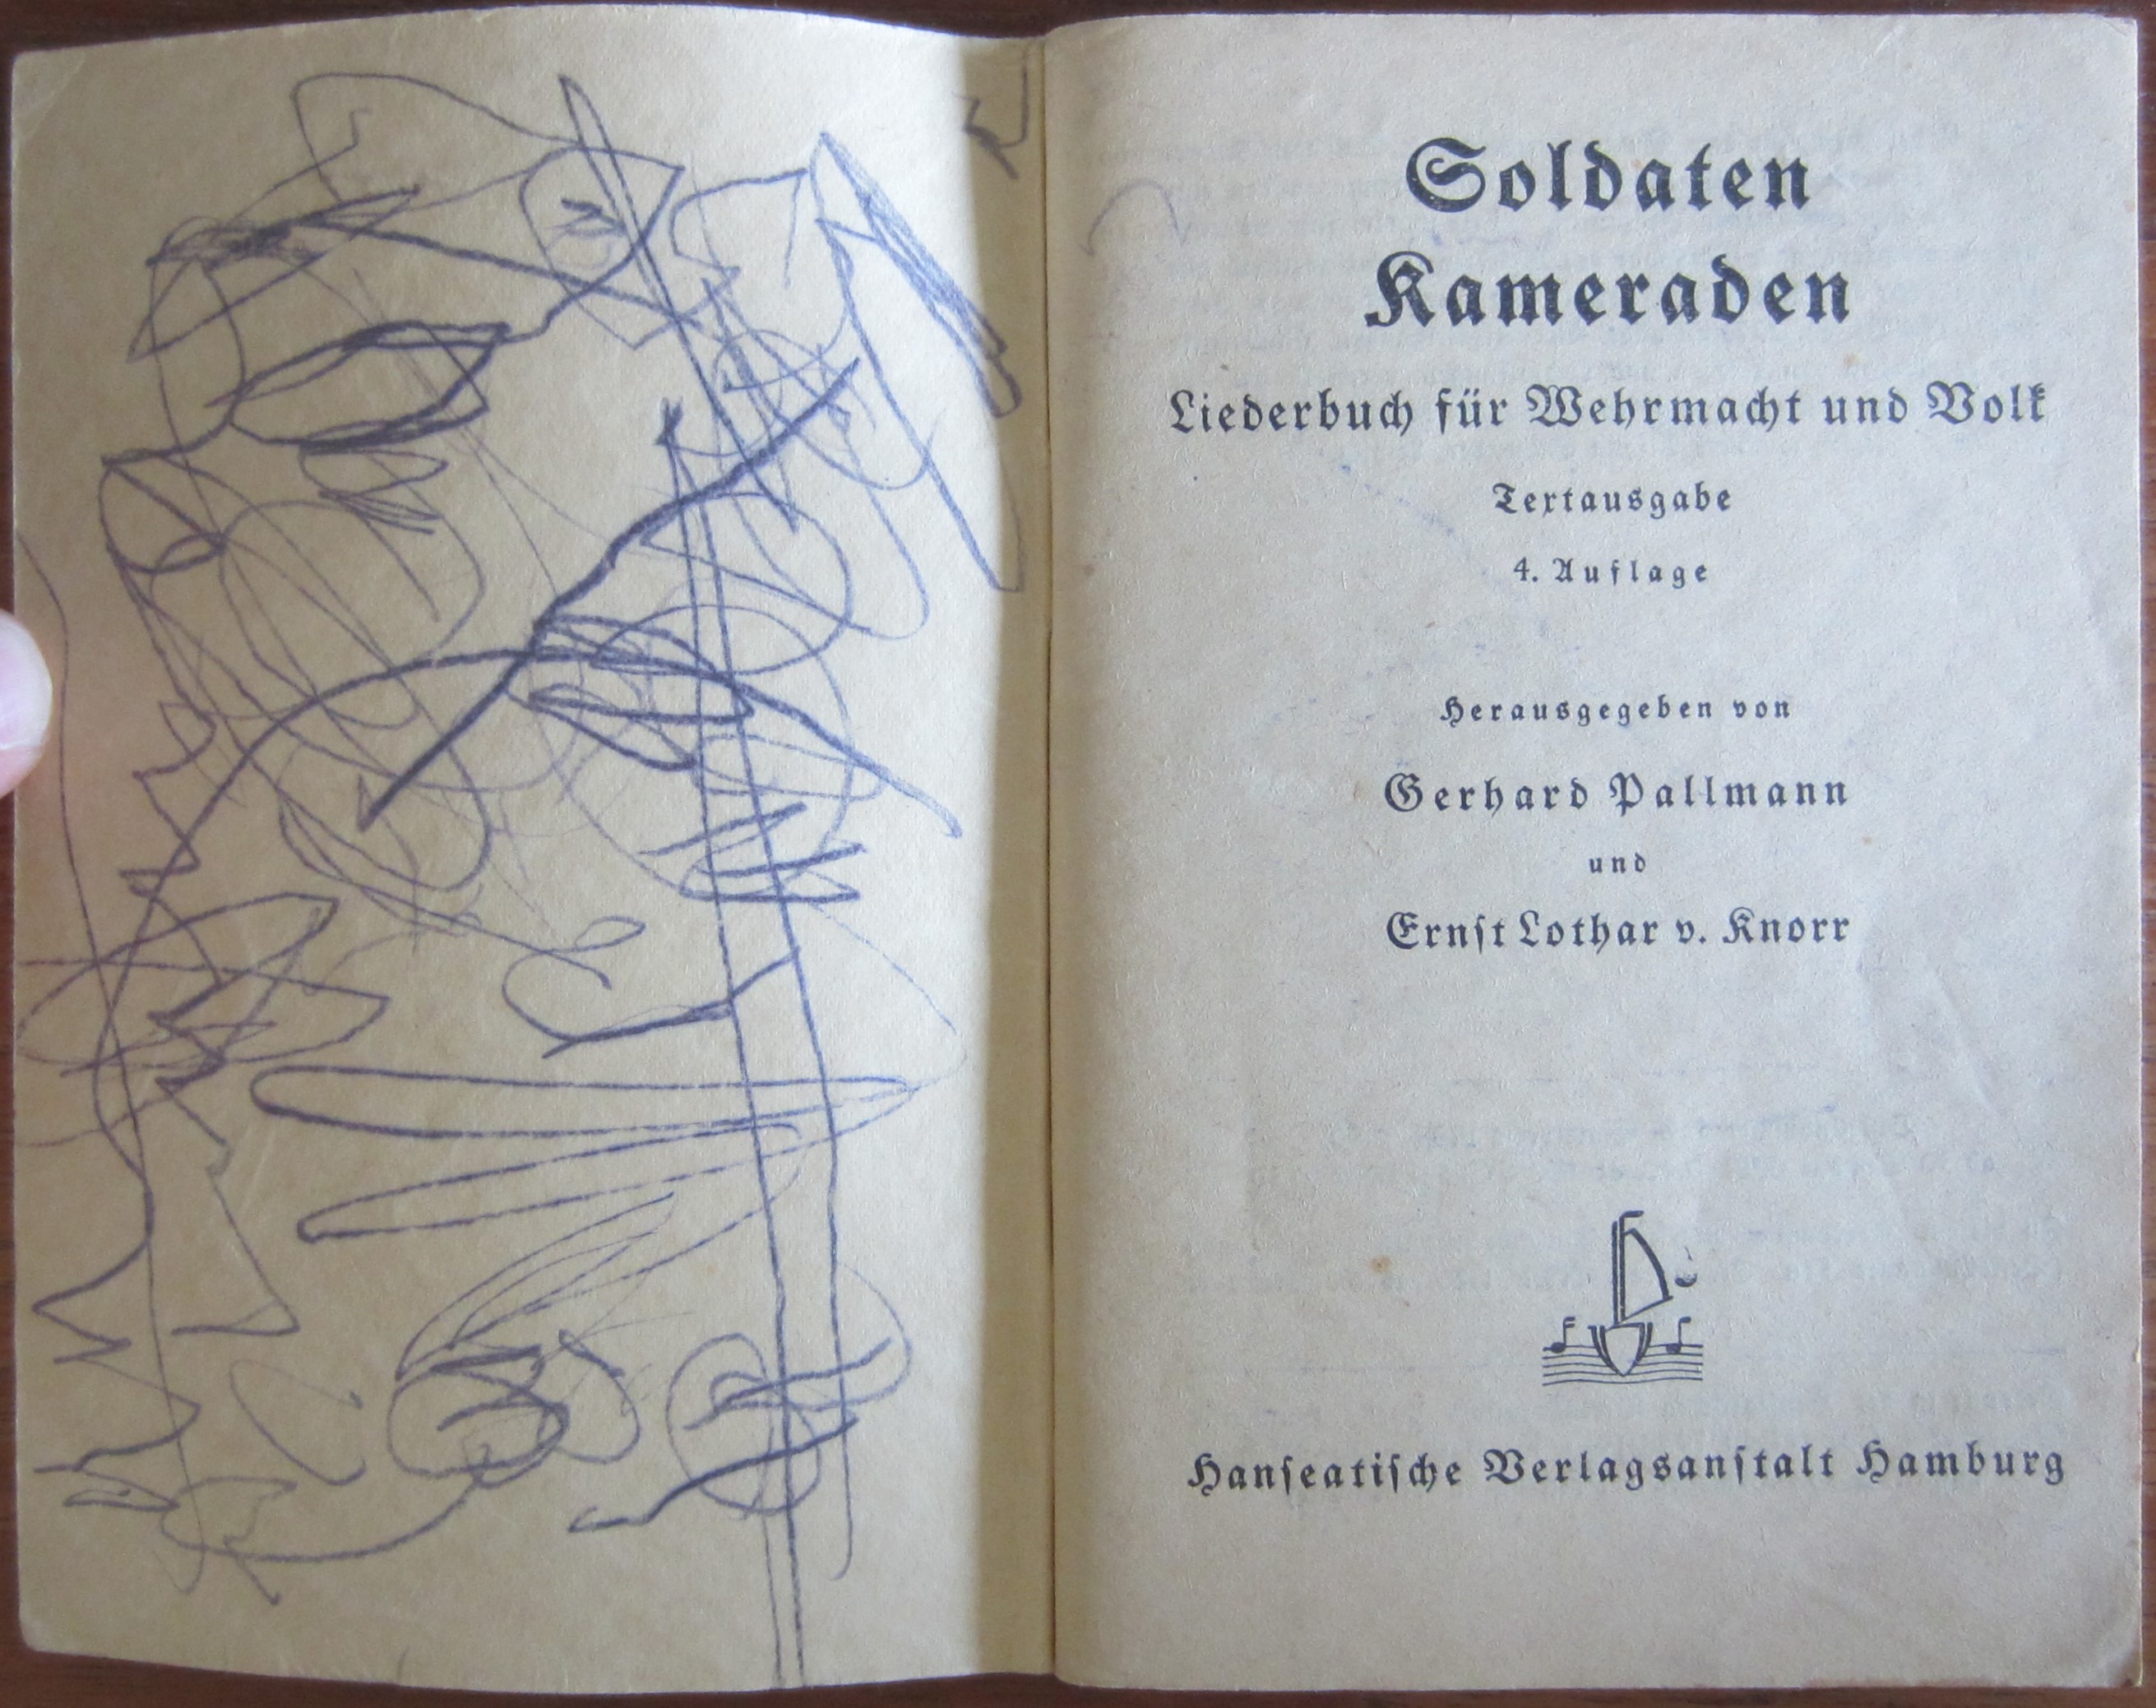 Soldaten
Kameraden
Liederbuch für Wehrmacht und Volk
Textausgabe
4. Auflage
Herausgegeben von
Gerhard Pallmann
und
Ernſt Lothar v. Knorr
Hanſeatiſche Verlagsanſtalt Hamburg